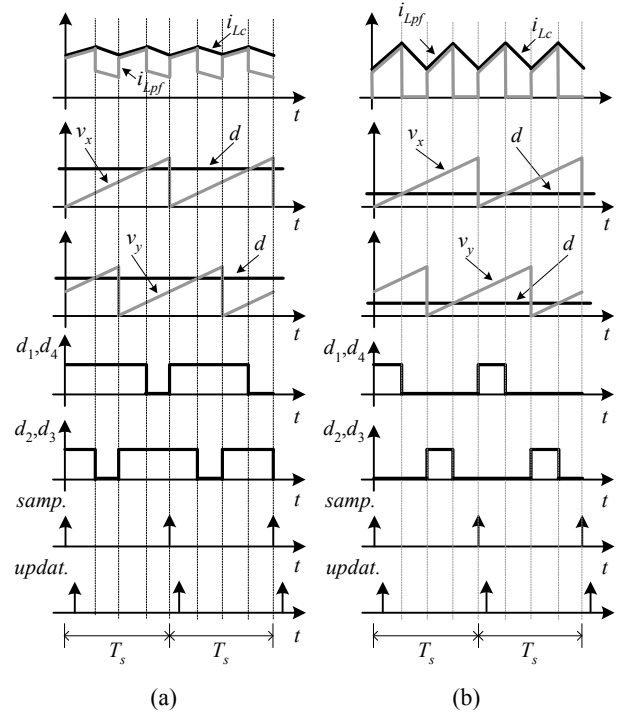 i_Lc
i_Lpf
t
v_x
d
t
v_y
d
t
d_1,d_4
t
d_2,d_3
t
samp.
t
updat.
t
T_s
T_s
(a)
i_Lpf
i_Lc
t
v_x
d
t
v_y
d
t
d_1,d_4
t
d_2,d_3
t
samp.
t
updat.
t
T_s
T_s
(b)